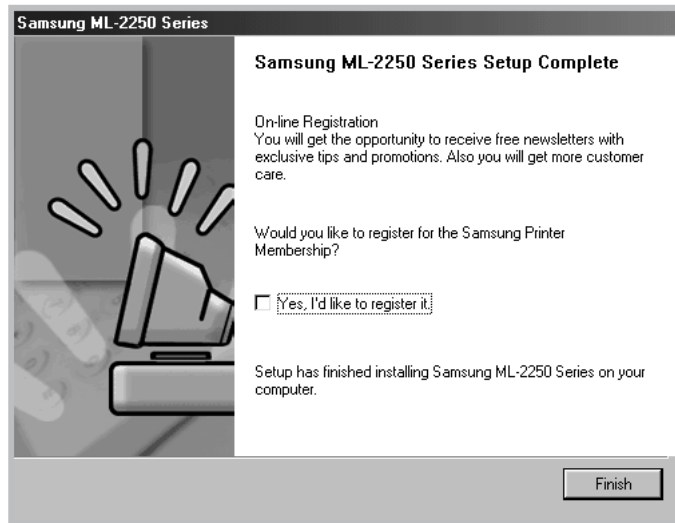 Samsung ML-2250 Series
Samsung ML-2250 Series Setup Complete
On-line Registration
You will get the opportunity to receive free newsletters with
exclusive tips and promotions. Also you will get more customer
care.
Would you like to register for the Samsung Printer
Membership?
Yes, I'd like to register it.
Setup has finished installing Samsung ML-2250 Series on your
computer.
Finish